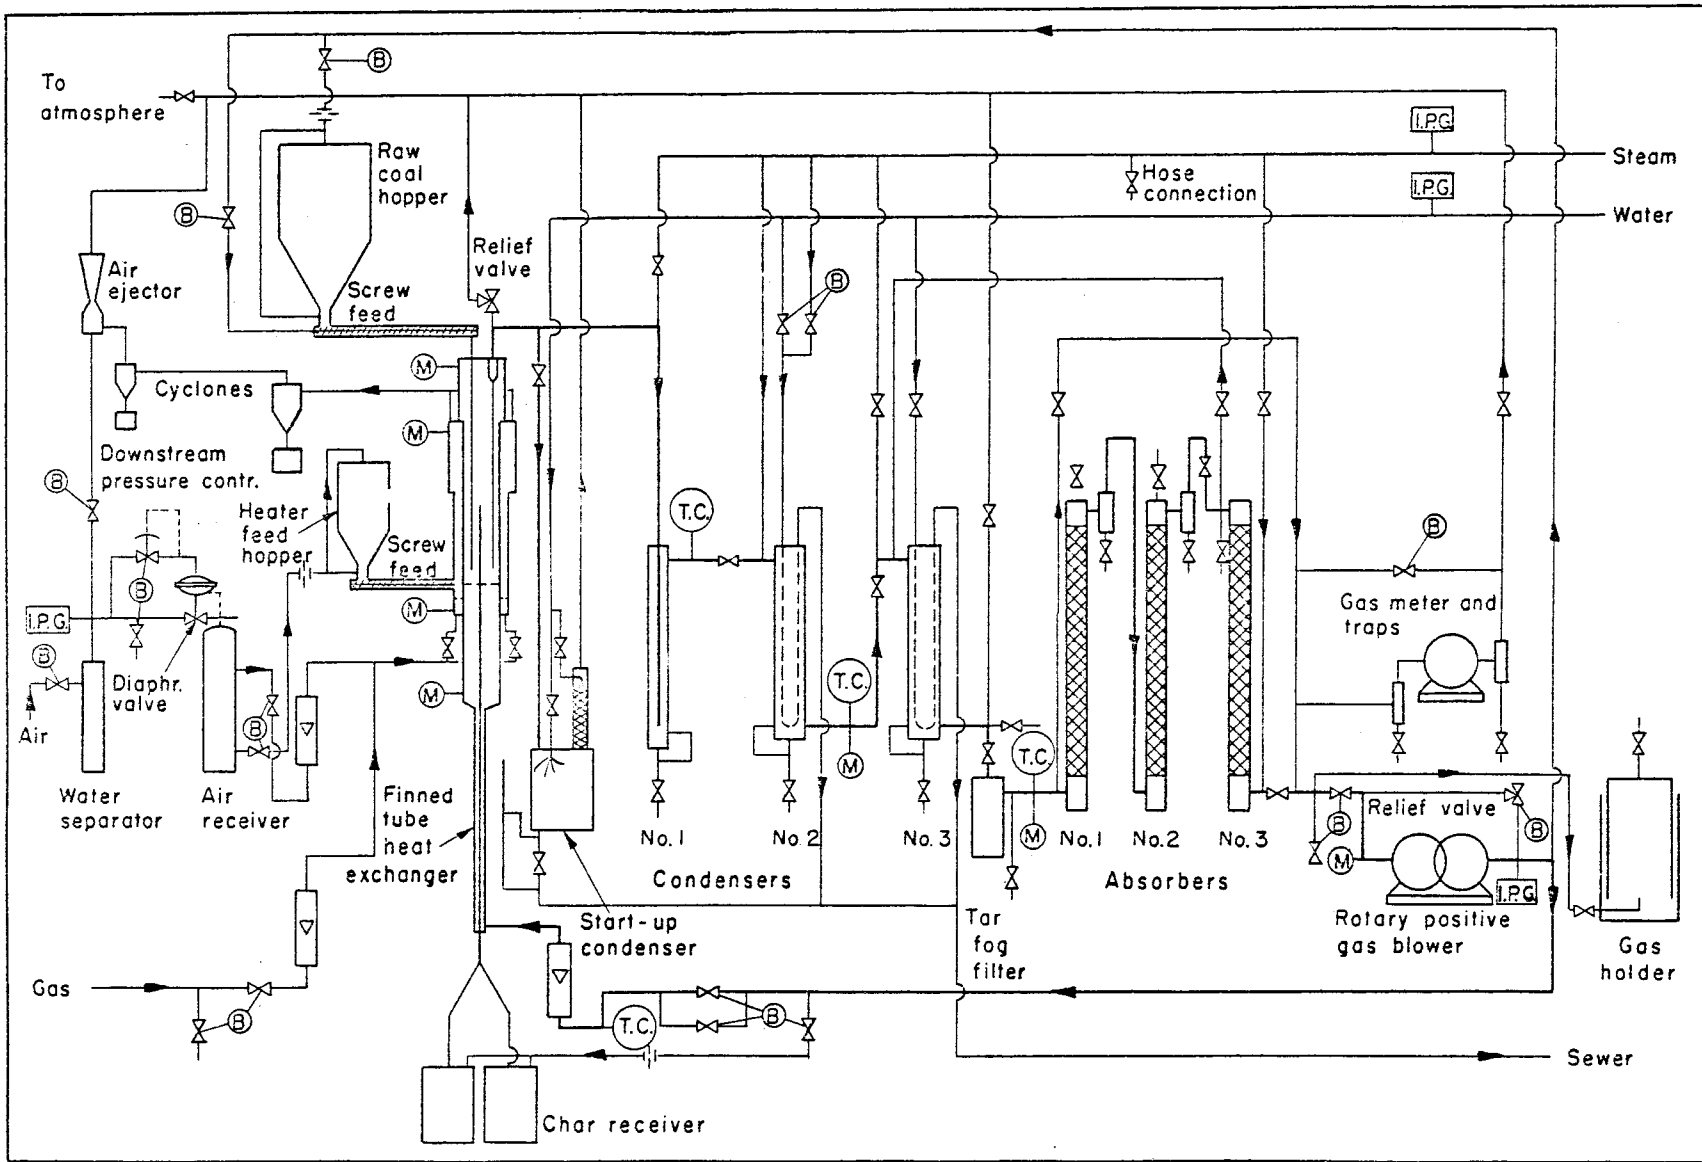 B
To
atmosphere
I.P.G.
Raw
coal
hopper
Steam
Hose
connection
I.P.G.
Water
B
Relief
valve
Air
ejector
Screw
feed
B
M
Cyclones
M
Downstream
pressure contr.
B
Heater
feed
hopper
T.C.
B
Screw
feed
B
M
Gas meter and
traps
I.P.G.
B
Diaphr.
valve
M
T.C.
B
Air
M
T.C.
Water
separator
Air
receiver
Finned
tube
heat
exchanger
No.1
No.2
No.3
M
No.1
No.2
No.3
Relief valve
B
B
M
I.P.G.
Condensers
Absorbers
Start-up
condenser
Tar
fog
filter
Rotary positive
gas blower
Gas
holder
Gas
B
T.C.
B
Sewer
Char receiver